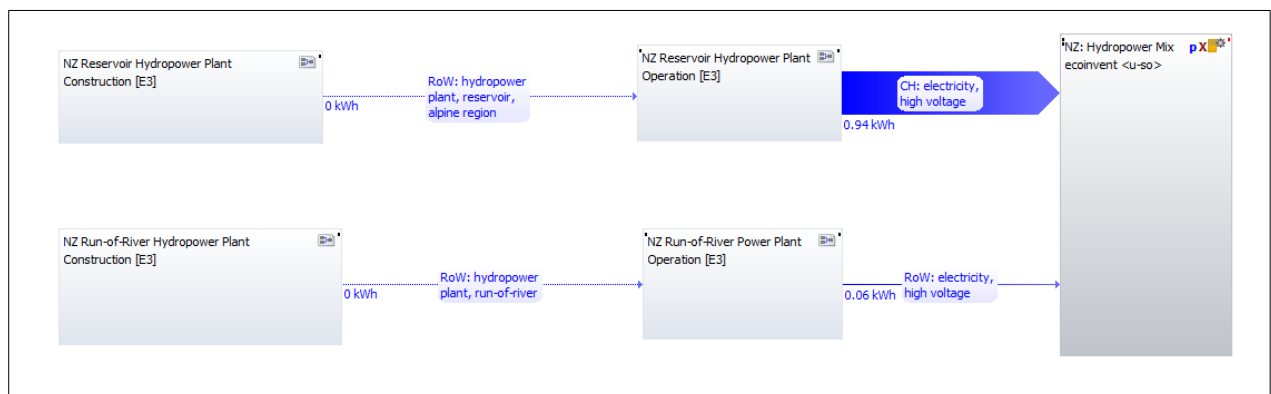 NZ Reservoir Hydropower Plant
Construction [E3]
0 kWh
RoW: hydropower
plant, reservoir,
alpine region
NZ Reservoir Hydropower Plant
Operation [E3]
0.94 kWh
CH: electricity,
high voltage
NZ: Hydropower Mix
ecoinvent <u-so>
pX
NZ Run-of-River Hydropower Plant
Construction [E3]
0 kWh
RoW: hydropower
plant, run-of-river
NZ Run-of-River Power Plant
Operation [E3]
0.06 kWh
RoW: electricity,
high voltage